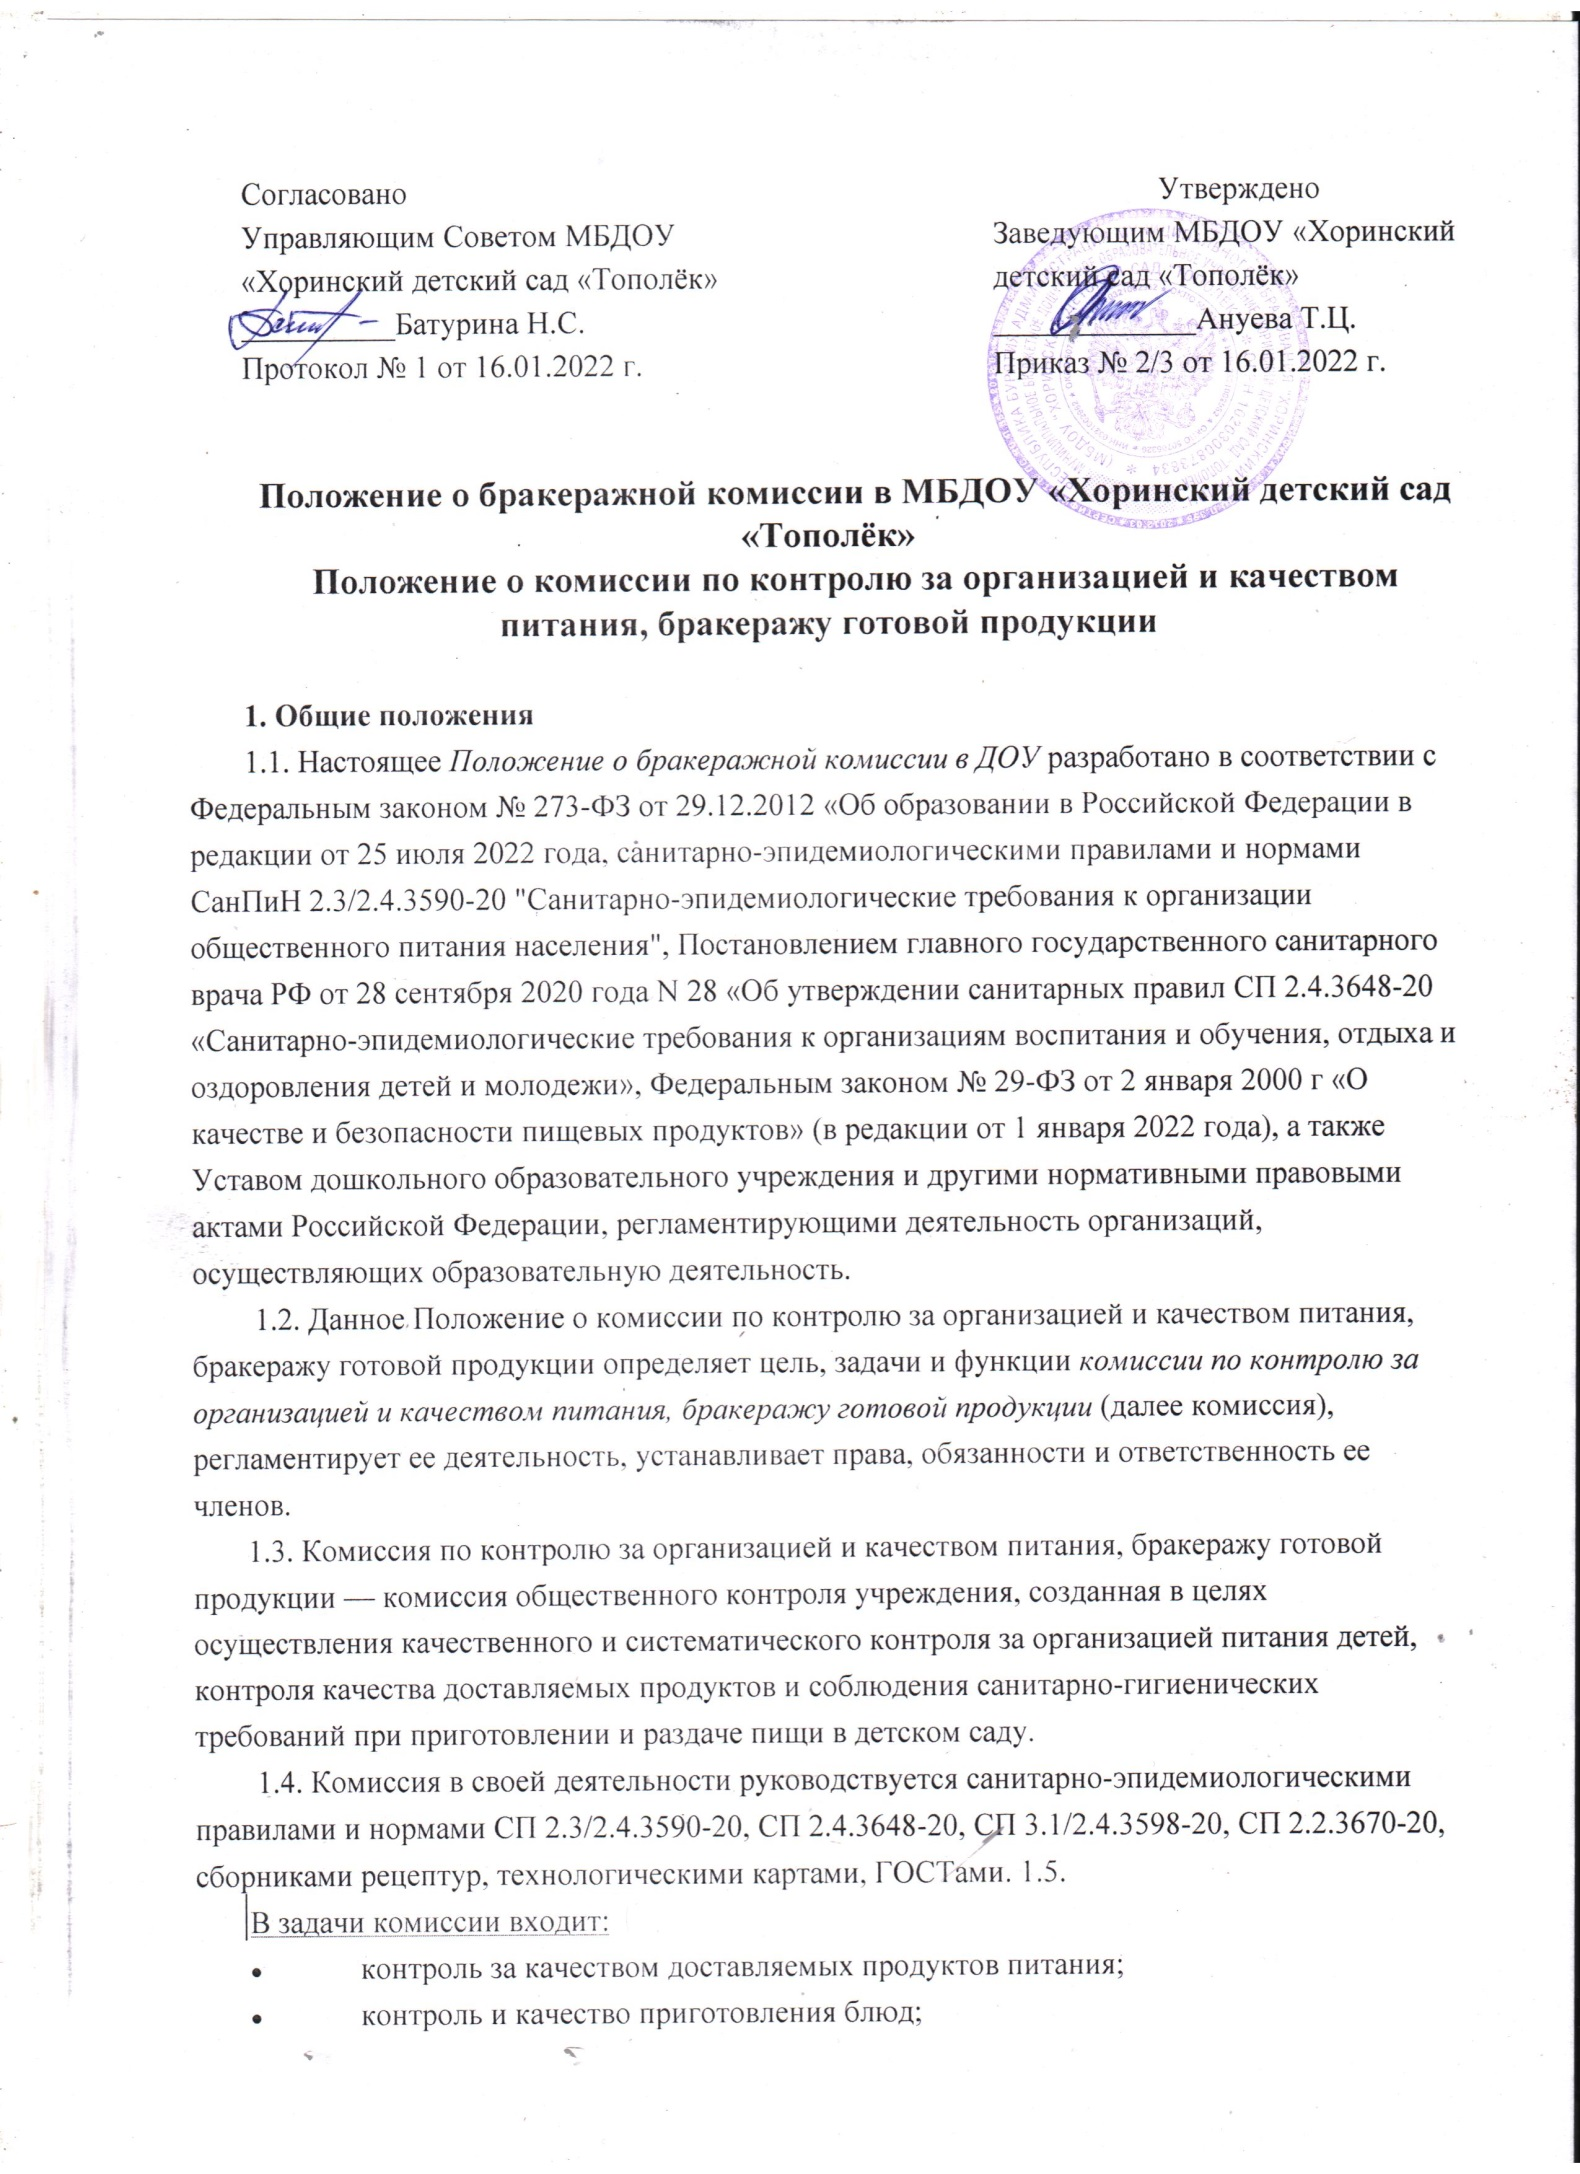 Согласовано
Управляющим Советом МБДОУ
«Хоринский детский сад «Тополёк»
__________Батурина Н.С.
Протокол № 1 от 16.01.2022 г.
Утверждено
Заведующим МБДОУ «Хоринский
детский сад «Тополёк»
_____________Ануева Т.Ц.
Приказ № 2/3 от 16.01.2022 г.
Положение о бракеражной комиссии в МБДОУ «Хоринский детский сад
«Тополёк»
Положение о комиссии по контролю за организацией и качеством
питания, бракеражу готовой продукции
1. Общие положения
1.1. Настоящее Положение о бракеражной комиссии в ДОУ разработано в соответствии с
Федеральным законом № 273-ФЗ от 29.12.2012 «Об образовании в Российской Федерации в
редакции от 25 июля 2022 года, санитарно-эпидемиологическими правилами и нормами
СанПиН 2.3/2.4.3590-20 "Санитарно-эпидемиологические требования к организации
общественного питания населения", Постановлением главного государственного санитарного
врача РФ от 28 сентября 2020 года N 28 «Об утверждении санитарных правил СП 2.4.3648-20
«Санитарно-эпидемиологические требования к организациям воспитания и обучения, отдыха и
оздоровления детей и молодежи», Федеральным законом № 29-ФЗ от 2 января 2000 г «О
качестве и безопасности пищевых продуктов» (в редакции от 1 января 2022 года), а также
Уставом дошкольного образовательного учреждения и другими нормативными правовыми
актами Российской Федерации, регламентирующими деятельность организаций,
осуществляющих образовательную деятельность.
1.2. Данное Положение о комиссии по контролю за организацией и качеством питания,
бракеражу готовой продукции определяет цель, задачи и функции комиссии по контролю за
организацией и качеством питания, бракеражу готовой продукции (далее комиссия),
регламентирует ее деятельность, устанавливает права, обязанности и ответственность ее
членов.
1.3. Комиссия по контролю за организацией и качеством питания, бракеражу готовой
продукции — комиссия общественного контроля учреждения, созданная в целях
осуществления качественного и систематического контроля за организацией питания детей,
контроля качества доставляемых продуктов и соблюдения санитарно-гигиенических
требований при приготовлении и раздаче пищи в детском саду.
1.4. Комиссия в своей деятельности руководствуется санитарно-эпидемиологическими
правилами и нормами СП 2.3/2.4.3590-20, СП 2.4.3648-20, СП 3.1/2.4.3598-20, СП 2.2.3670-20,
сборниками рецептур, технологическими картами, ГОСТами. 1.5.
В задачи комиссии входит:
• контроль за качеством доставляемых продуктов питания;
• контроль и качество приготовления блюд;